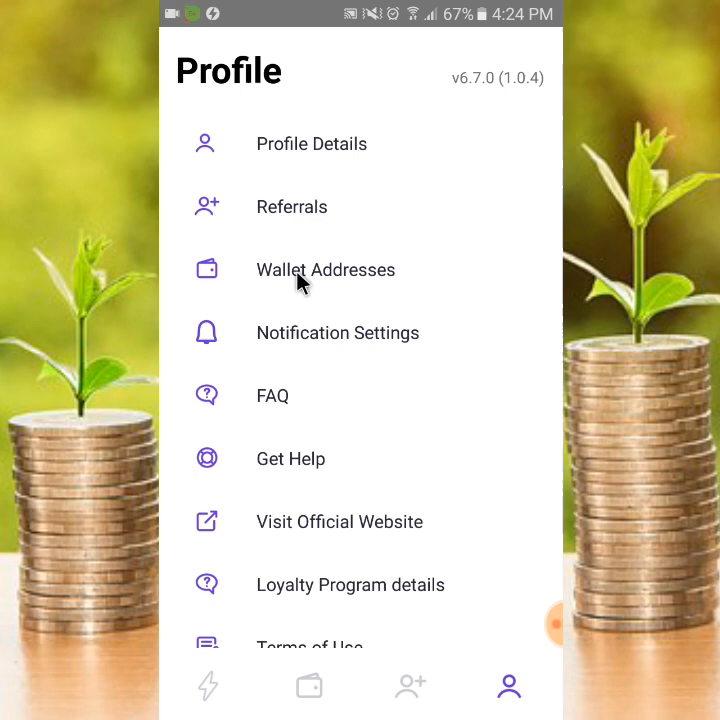 67% 4:24 PM
Profile
v6.7.0 (1.0.4)
Profile Details
Referrals
Wallet Addresses
Notification Settings
FAQ
Get Help
Visit Official Website
Loyalty Program details
Terms of Use